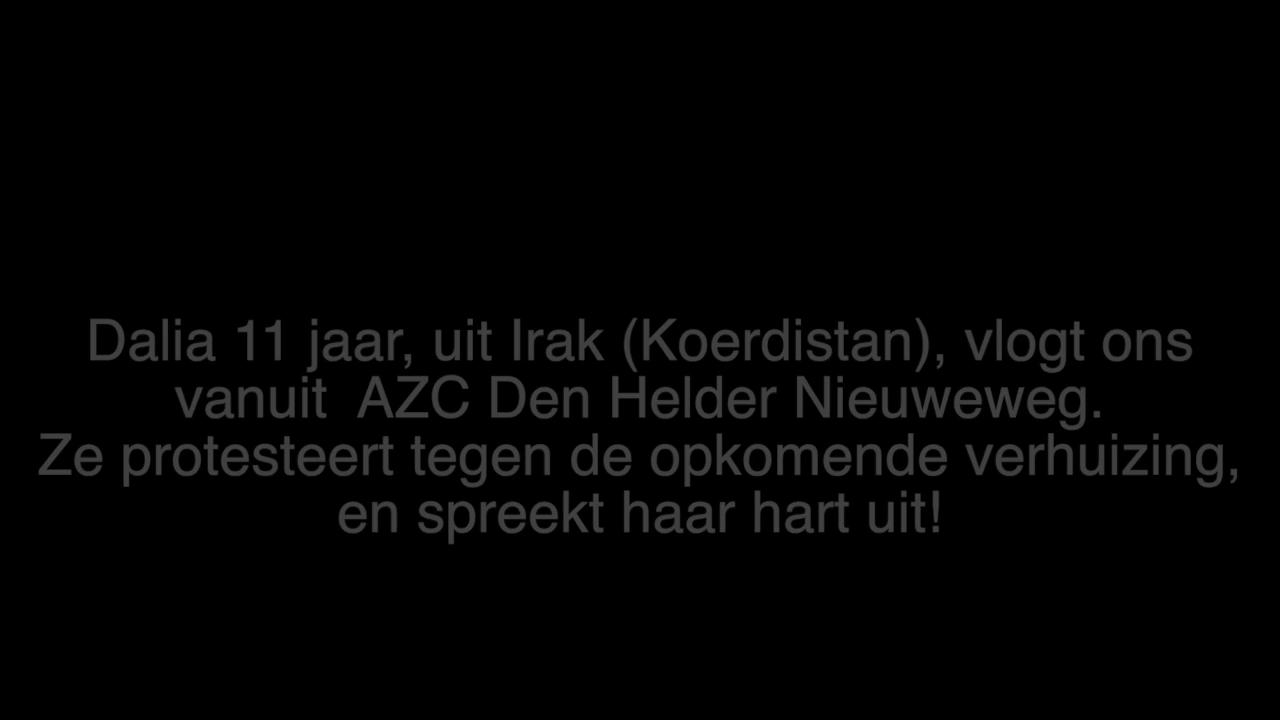 Dalia 11 jaar, uit Irak (Koerdistan), vlogt ons
vanuit  AZC Den Helder Nieuweweg.
Ze protesteert tegen de opkomende verhuizing,
en spreekt haar hart uit!